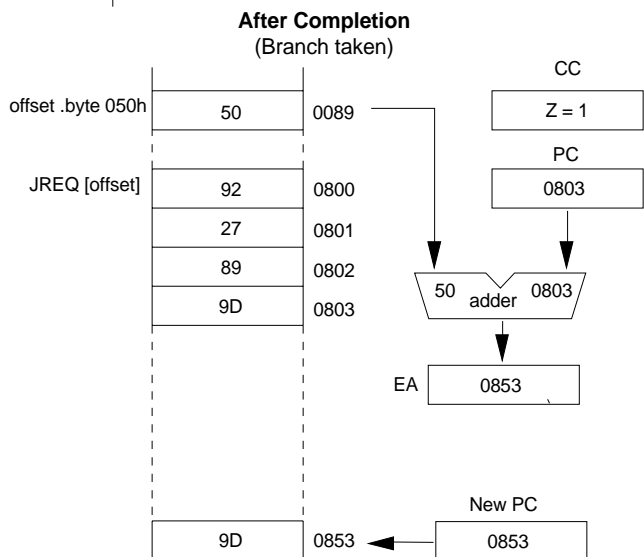 After Completion
(Branch taken)
CC
offset .byte 050h 50 0089 Z = 1
PC
JREQ [offset] 92 0800 0803
27 0801
89 0802
50 adder 0803
9D 0803
EA 0853
New PC
9D 0853 0853